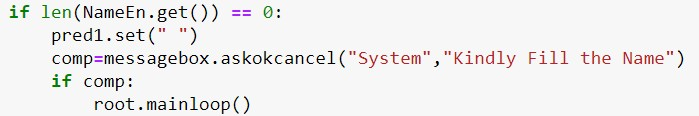 if len(NameEn.get()) == 0:
    pred1.set(" ")
    comp=messagebox.askokcancel("System","Kindly Fill the Name")
    if comp:
        root.mainloop()